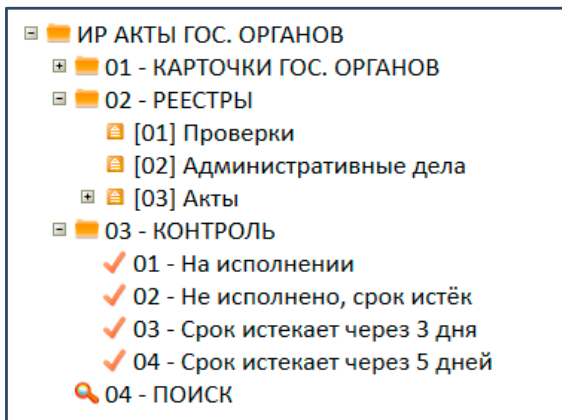 ИР АКТЫ ГОС. ОРГАНОВ
01 - КАРТОЧКИ ГОС. ОРГАНОВ
02 - РЕЕСТРЫ
[01] Проверки
[02] Административные дела
[03] Акты
03 - КОНТРОЛЬ
01 - На исполнении
02 - Не исполнено, срок истёк
03 - Срок истекает через 3 дня
04 - Срок истекает через 5 дней
04 - ПОИСК